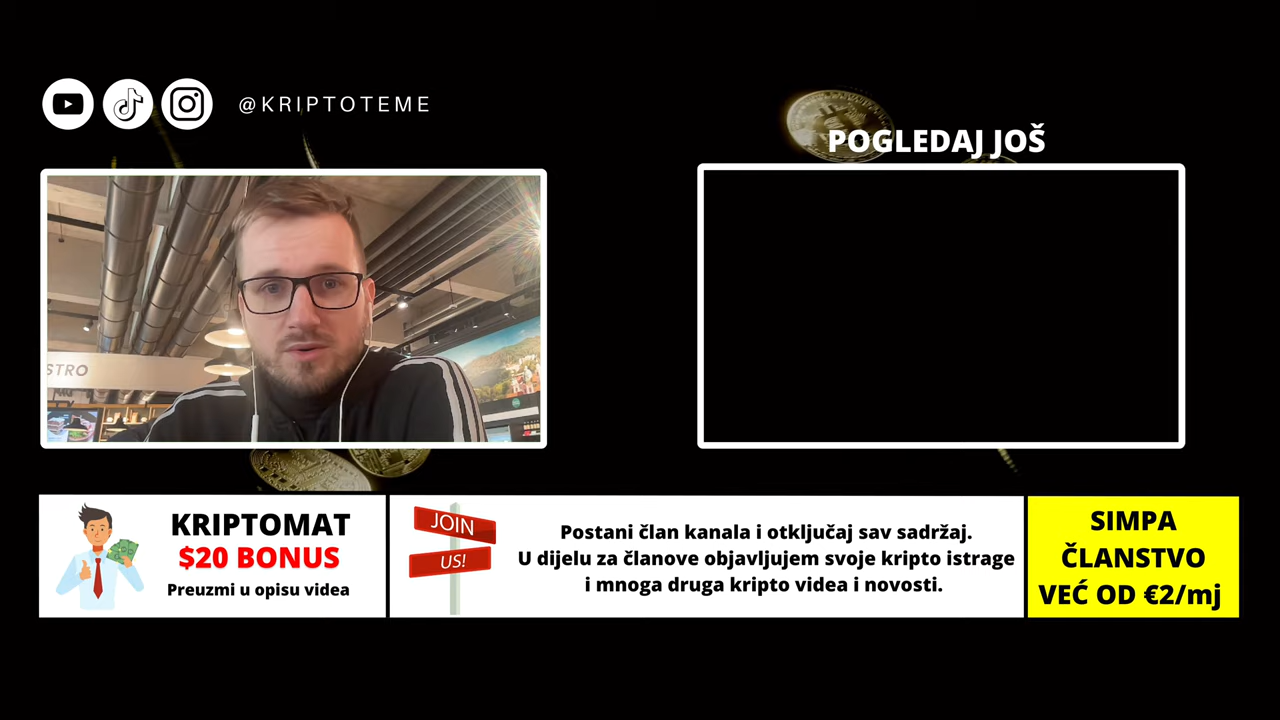 @KRIPTOTEME
POGLEDAJ JOŠ
STRO
KRIPTOMAT
$20 BONUS
Preuzmi u opisu videa
JOIN
US!
Postani član kanala i otključaj sav sadržaj.
U dijelu za članove objavljujem svoje kripto istrage
i mnoga druga kripto videa i novosti.
SIMPA
ČLANSTVO
VEĆ OD €2/mj